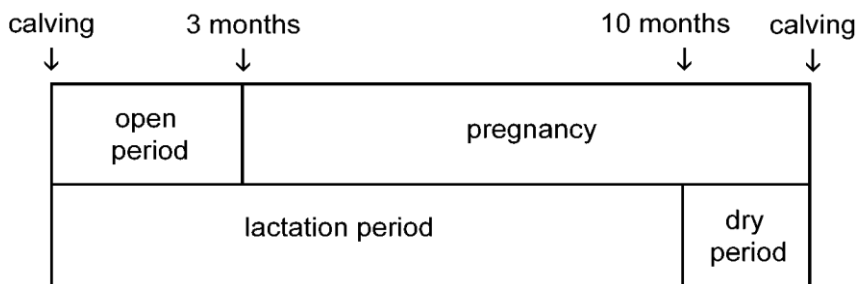 calving 3 months 10 months calving
open
period
pregnancy
lactation period
dry
period